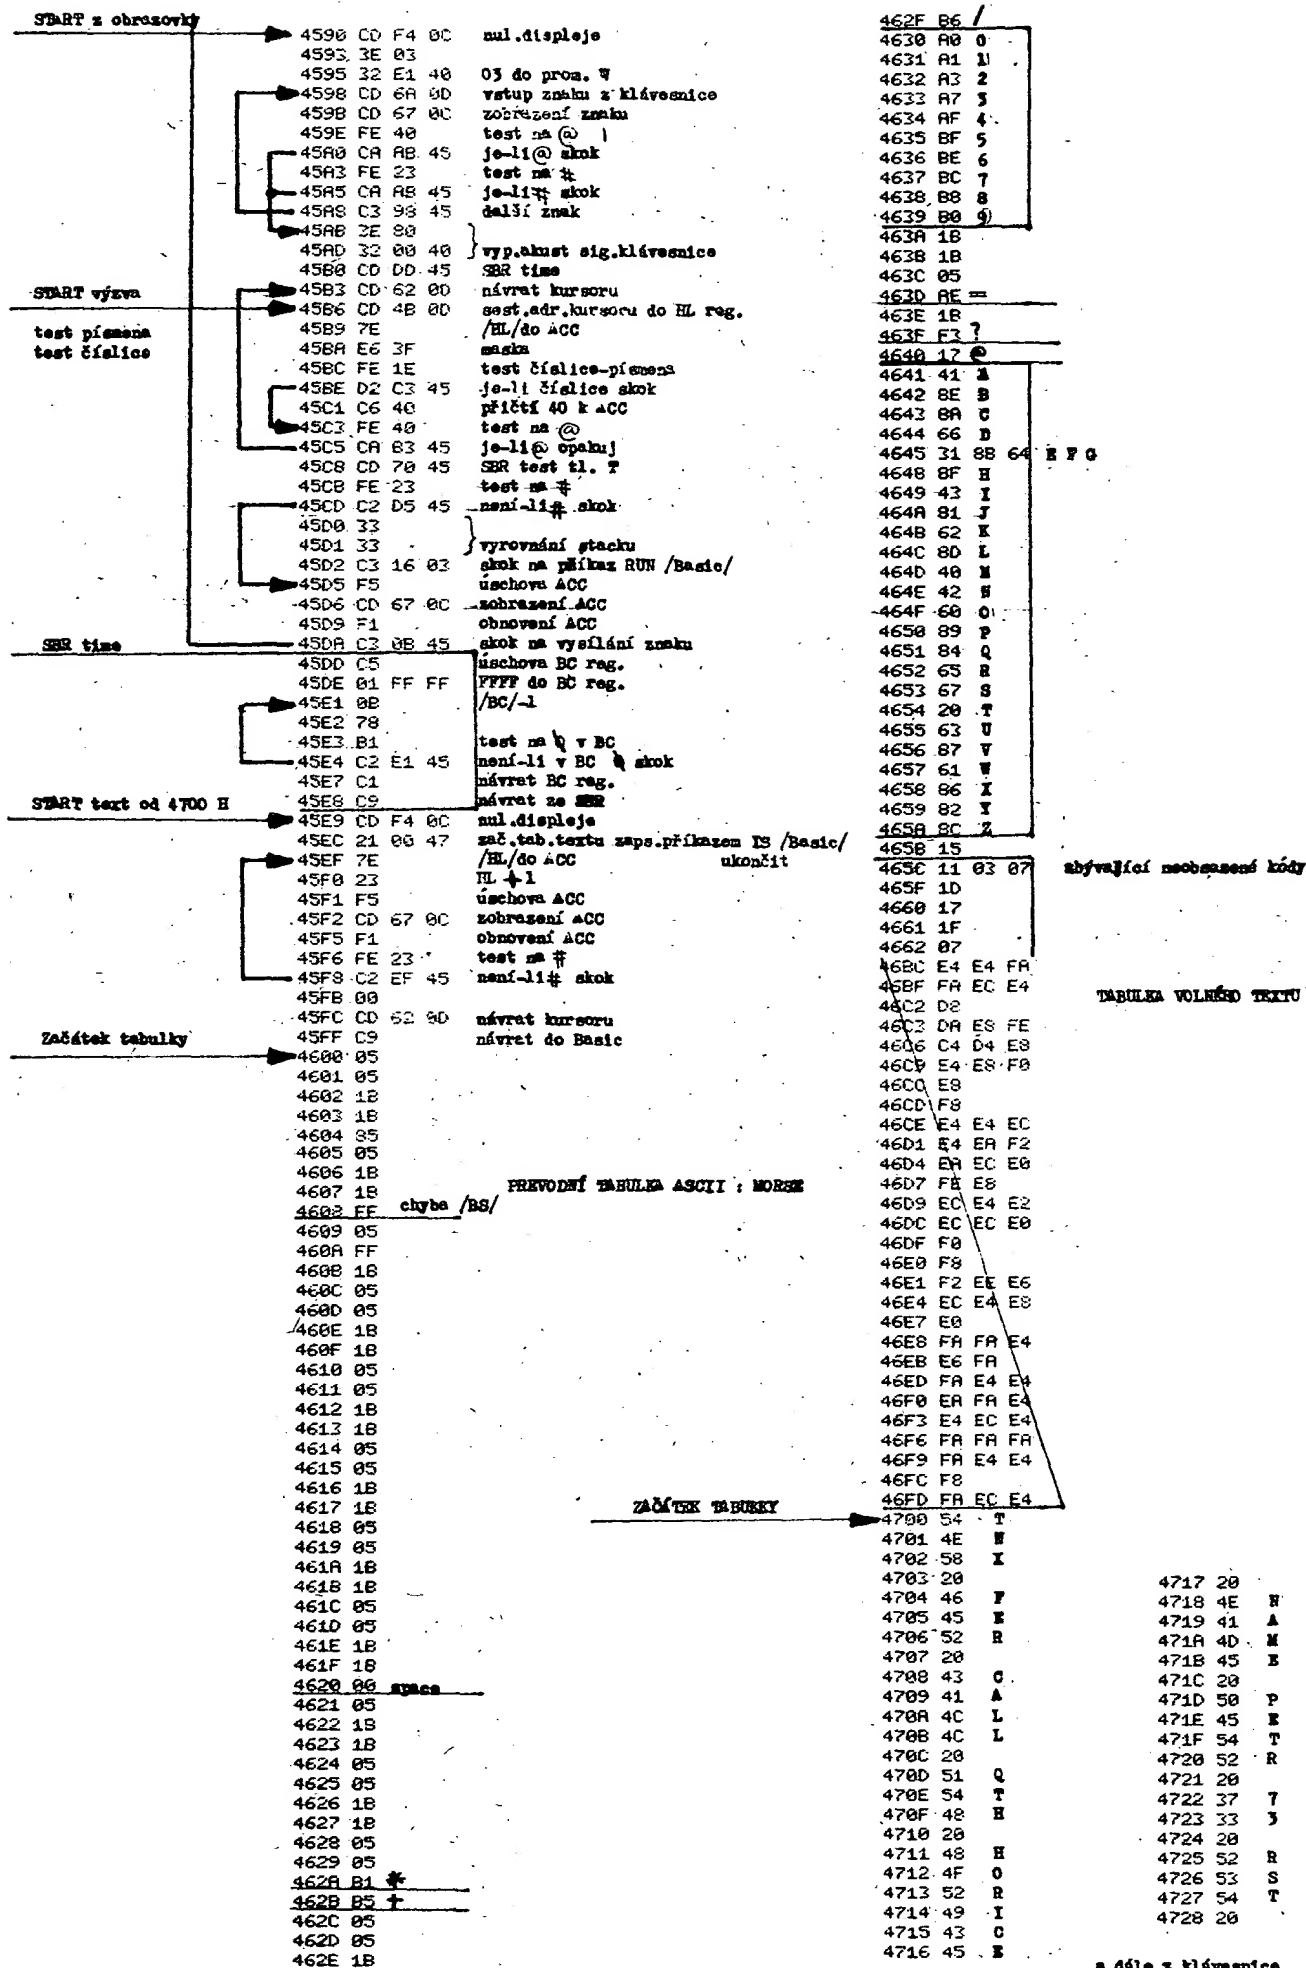 START z obrazovky
4590 CD F4 0C nul.displeje
4593 3E 03
4595 32 E1 40 03 do prom. W
4598 CD 6A 0D vstup znaku z klávesnice
459B CD 67 0C zobrazení znaku
459E FE 40 test na @
45A0 CA AB 45 je-li@ skok
45A3 FE 23 test na #
45A5 CA AB 45 je-li# skok
45A8 C3 98 45 další znak
45AB 3E 80
45AD 32 00 40 vyp.akust sig.klávesnice
45B0 CD DD 45 SBR time
45B3 CD 62 0D návrat kursoru
START výzva
45B6 CD 4B 0D sest.adr.kursoru do HL reg.
test písmena
test číslice
45B9 7E /HL/do ACC
45BA E6 3F maska
45BC FE 1E test číslice-písmena
45BE D2 C3 45 je-li číslice skok
45C1 C6 40 přičti 40 k ACC
45C3 FE 40 test na @
45C5 CA B3 45 je-li@ opakuj
45C8 CD 70 45 SBR test tl. T
45CB FE 23 test na #
45CD C2 D5 45 není-li# skok
45D0 33
45D1 33 vyrovnání stacku
45D2 C3 16 03 skok na příkaz RUN /Basic/
45D5 F5 úschova ACC
45D6 CD 67 0C zobrazení ACC
45D9 F1 obnovení ACC
45DA C3 0B 45 skok na vysílání znaku
SBR time
45DD C5 úschova BC reg.
45DE 01 FF FF FFFF do BC reg.
45E1 0B /BC/-1
45E2 78
45E3 B1 test na 0 v BC
45E4 C2 E1 45 není-li v BC 0 skok
45E7 C1 návrat BC reg.
45E8 C9 návrat ze SBR
START text od 4700 H
45E9 CD F4 0C nul.displeje
45EC 21 00 47 zač.tab.textu zaps.příkazem IS /Basic/
ukončit
45EF 7E /HL/do ACC
45F0 23 HL +1
45F1 F5 úschova ACC
45F2 CD 67 0C zobrazení ACC
45F5 F1 obnovení ACC
45F6 FE 23 test na #
45F8 C2 EF 45 není-li# skok
45FB 00
45FC CD 62 0D návrat kursoru
45FF C9 návrat do Basic
Začátek tabulky
4600 05
4601 05
4602 1B
4603 1B
4604 05
4605 05
4606 1B
4607 1B
PREVODNÍ TABULKA ASCII : MORSE
4608 FF chyba /BS/
4609 05
460A FF
460B 1B
460C 05
460D 05
460E 1B
460F 1B
4610 05
4611 05
4612 1B
4613 1B
4614 05
4615 05
4616 1B
4617 1B
4618 05
4619 05
461A 1B
461B 1B
461C 05
461D 05
461E 1B
461F 1B
4620 00 space
4621 05
4622 1B
4623 1B
4624 05
4625 05
4626 1B
4627 1B
4628 05
4629 05
462A B1 *
462B B5 +
462C 05
462D 05
462E 1B
462F B6 /
4630 A0 0
4631 A1 1
4632 A3 2
4633 A7 3
4634 AF 4
4635 BF 5
4636 BE 6
4637 BC 7
4638 B8 8
4639 B0 9
463A 1B
463B 1B
463C 05
463D AE =
463E 1B
463F F3 ?
4640 17 @
4641 41 A
4642 8E B
4643 8A C
4644 66 D
4645 31 8B 64 E F G
4648 8F H
4649 43 I
464A 81 J
464B 62 K
464C 8D L
464D 40 M
464E 42 N
464F 60 O
4650 89 P
4651 84 Q
4652 65 R
4653 67 S
4654 20 T
4655 63 U
4656 87 V
4657 61 W
4658 86 X
4659 82 Y
465A 8C Z
465B 15
465C 11 03 07 zbývající neobsazené kódy
465F 1D
4660 17
4661 1F
4662 07
46BC E4 E4 FA
46BF FA EC E4
TABULKA VOLNÉHO TEXTU
46C2 D8
46C3 DA E8 FE
46C6 C4 D4 E8
46C9 E4 E8 F0
46CC E8
46CD F8
46CE E4 E4 EC
46D1 E4 EA F2
46D4 EA EC E0
46D7 FE E8
46D9 EC E4 E2
46DC EC EC E0
46DF F0
46E0 F8
46E1 F2 EE E6
46E4 EC E4 E8
46E7 E0
46E8 FA FA E4
46EB E6 FA
46ED FA E4 E4
46F0 EA FA E4
46F3 E4 EC E4
46F6 FA FA FA
46F9 FA E4 E4
46FC F8
46FD FA EC E4
ZAČÁTEK TABULKY
4700 54 T
4701 4E N
4702 58 X
4703 20
4704 46 F
4705 45 E
4706 52 R
4707 20
4708 43 C
4709 41 A
470A 4C L
470B 4C L
470C 20
470D 51 Q
470E 54 T
470F 48 H
4710 20
4711 48 H
4712 4F O
4713 52 R
4714 49 I
4715 43 C
4716 45 E
4717 20
4718 4E N
4719 41 A
471A 4D M
471B 45 E
471C 20
471D 50 P
471E 45 E
471F 54 T
4720 52 R
4721 20
4722 37 7
4723 33 3
4724 20
4725 52 R
4726 53 S
4727 54 T
4728 20
a dále z klávesnice